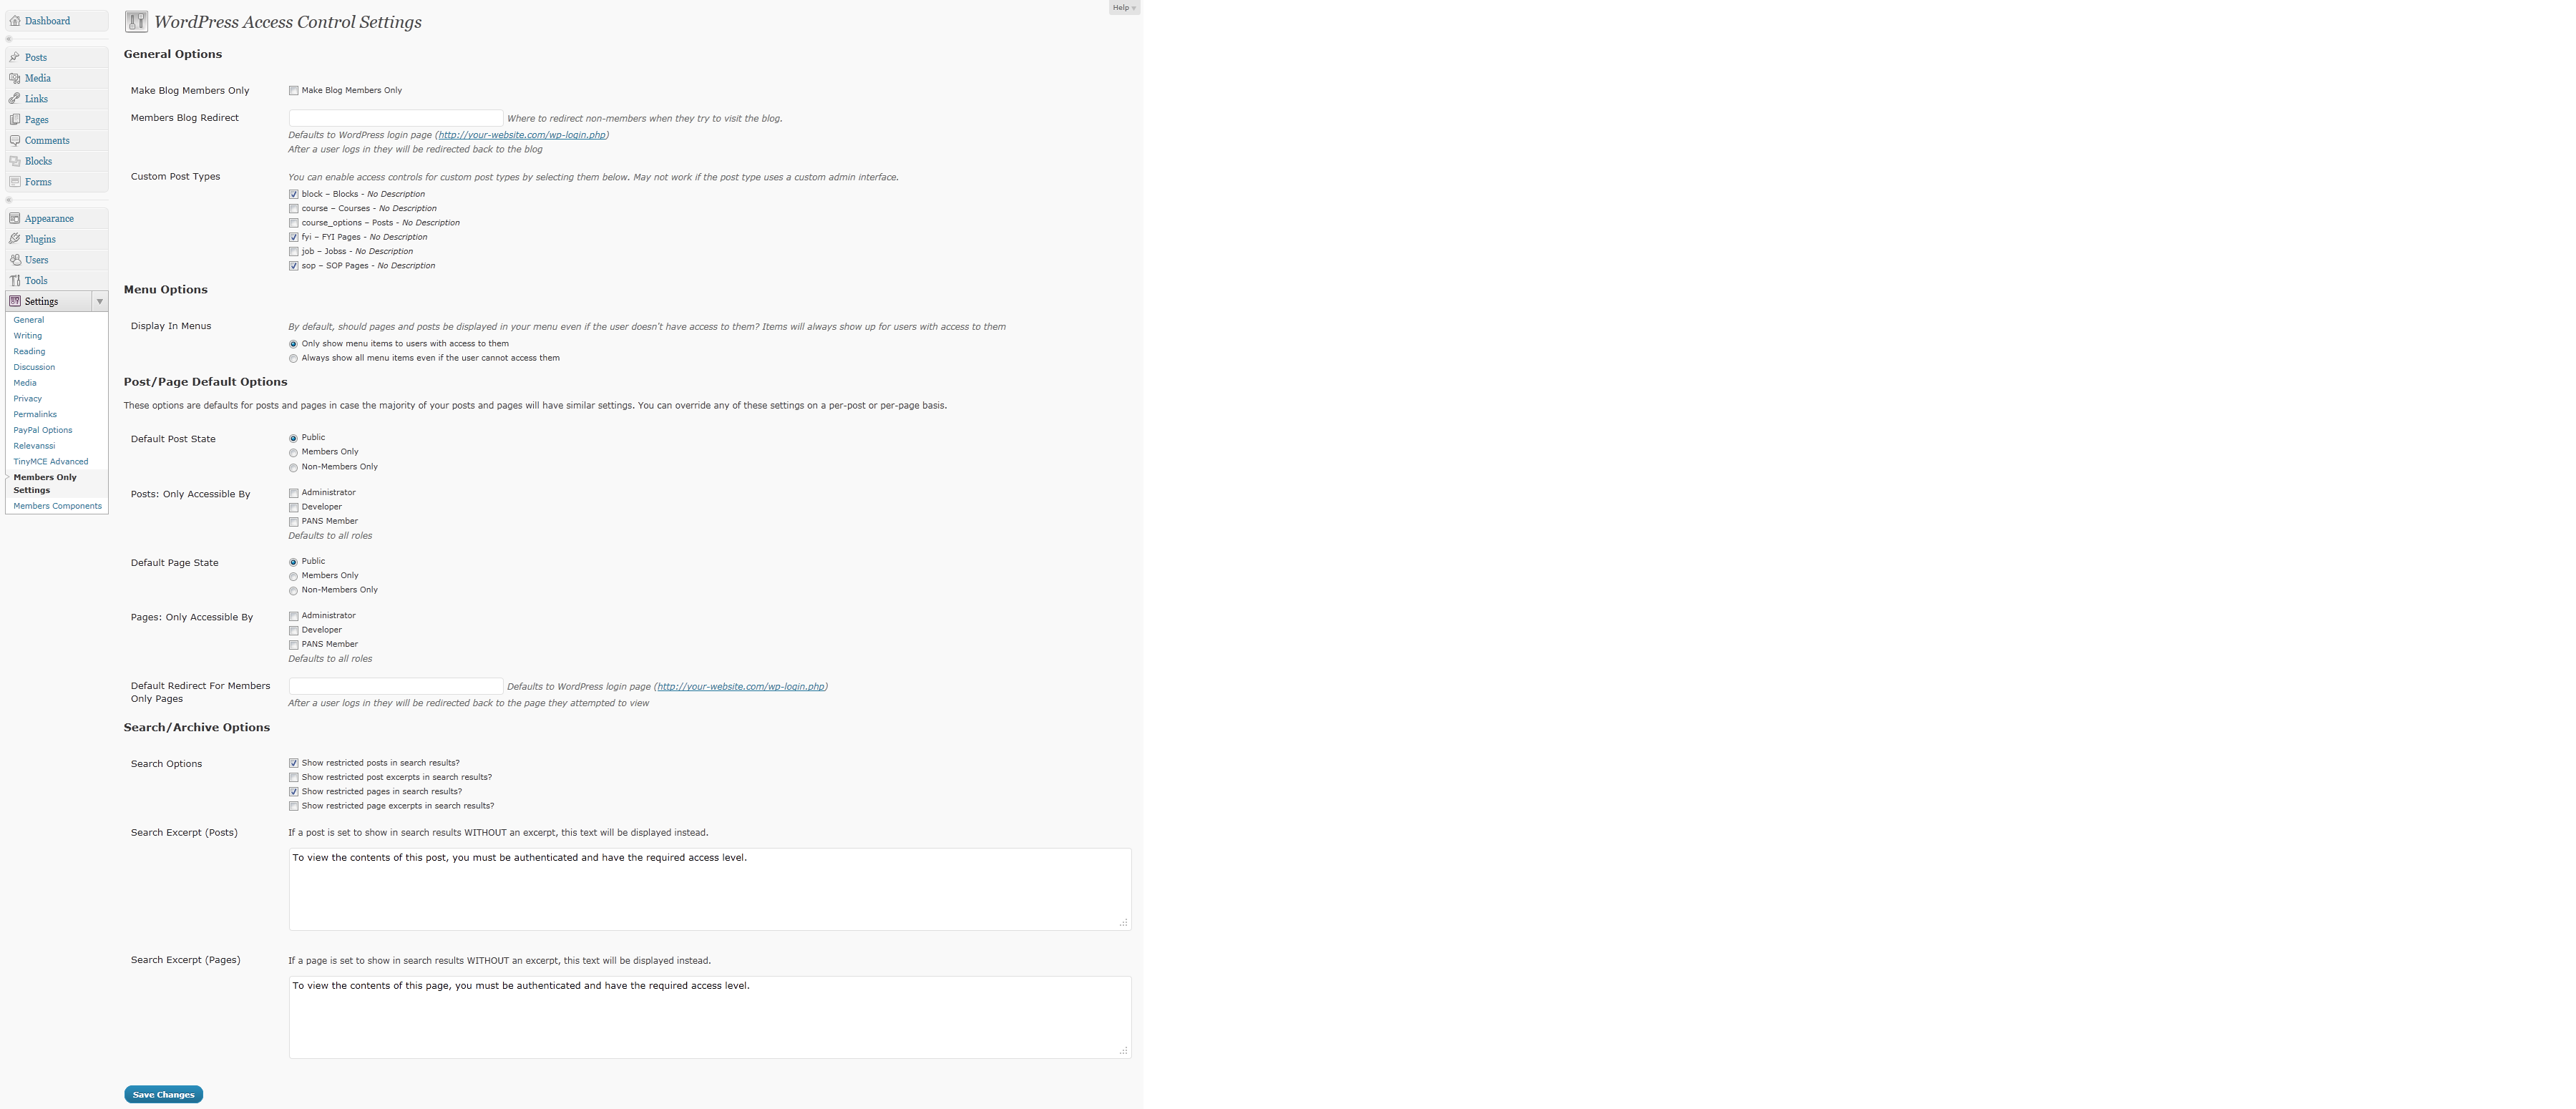 Dashboard
Posts
Media
Links
Pages
Comments
Blocks
Forms
Appearance
Plugins
Users
Tools
Settings
General
Writing
Reading
Discussion
Media
Privacy
Permalinks
PayPal Options
Relevanssi
TinyMCE Advanced
Members Only
Settings
Members Components
Help
WordPress Access Control Settings
General Options
Make Blog Members Only
Make Blog Members Only
Members Blog Redirect
Where to redirect non-members when they try to visit the blog.
Defaults to WordPress login page (http://your-website.com/wp-login.php)
After a user logs in they will be redirected back to the blog
Custom Post Types
You can enable access controls for custom post types by selecting them below. May not work if the post type uses a custom admin interface.
block – Blocks - No Description
course – Courses - No Description
course_options – Posts - No Description
fyi – FYI Pages - No Description
job – Jobss - No Description
sop – SOP Pages - No Description
Menu Options
Display In Menus
By default, should pages and posts be displayed in your menu even if the user doesn't have access to them? Items will always show up for users with access to them
Only show menu items to users with access to them
Always show all menu items even if the user cannot access them
Post/Page Default Options
These options are defaults for posts and pages in case the majority of your posts and pages will have similar settings. You can override any of these settings on a per-post or per-page basis.
Default Post State
Public
Members Only
Non-Members Only
Posts: Only Accessible By
Administrator
Developer
PANS Member
Defaults to all roles
Default Page State
Public
Members Only
Non-Members Only
Pages: Only Accessible By
Administrator
Developer
PANS Member
Defaults to all roles
Default Redirect For Members
Only Pages
Defaults to WordPress login page (http://your-website.com/wp-login.php)
After a user logs in they will be redirected back to the page they attempted to view
Search/Archive Options
Search Options
Show restricted posts in search results?
Show restricted post excerpts in search results?
Show restricted pages in search results?
Show restricted page excerpts in search results?
Search Excerpt (Posts)
If a post is set to show in search results WITHOUT an excerpt, this text will be displayed instead.
To view the contents of this post, you must be authenticated and have the required access level.
Search Excerpt (Pages)
If a page is set to show in search results WITHOUT an excerpt, this text will be displayed instead.
To view the contents of this page, you must be authenticated and have the required access level.
Save Changes